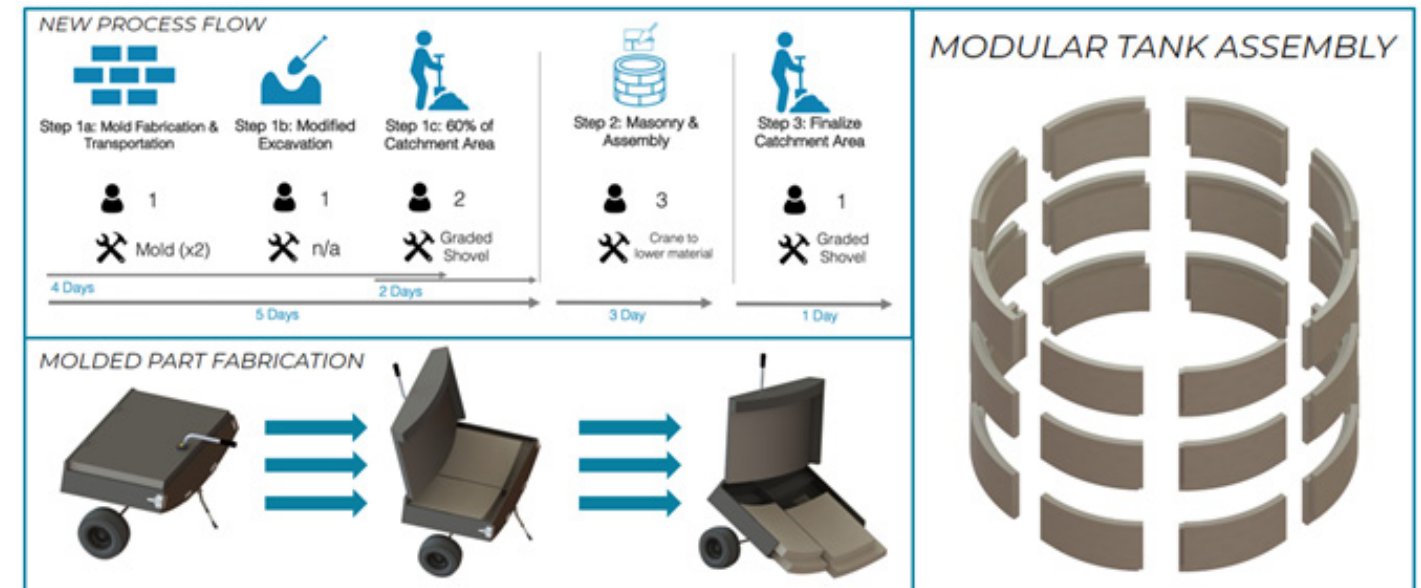 NEW PROCESS FLOW
Step 1a: Mold Fabrication &
Transportation
1
Mold (x2)
Step 1b: Modified
Excavation
1
n/a
Step 1c: 60% of
Catchment Area
2
Graded
Shovel
Step 2: Masonry &
Assembly
3
Crane to
lower material
Step 3: Finalize
Catchment Area
1
Graded
Shovel
4 Days
2 Days
5 Days
3 Day
1 Day
MOLDED PART FABRICATION
MODULAR TANK ASSEMBLY